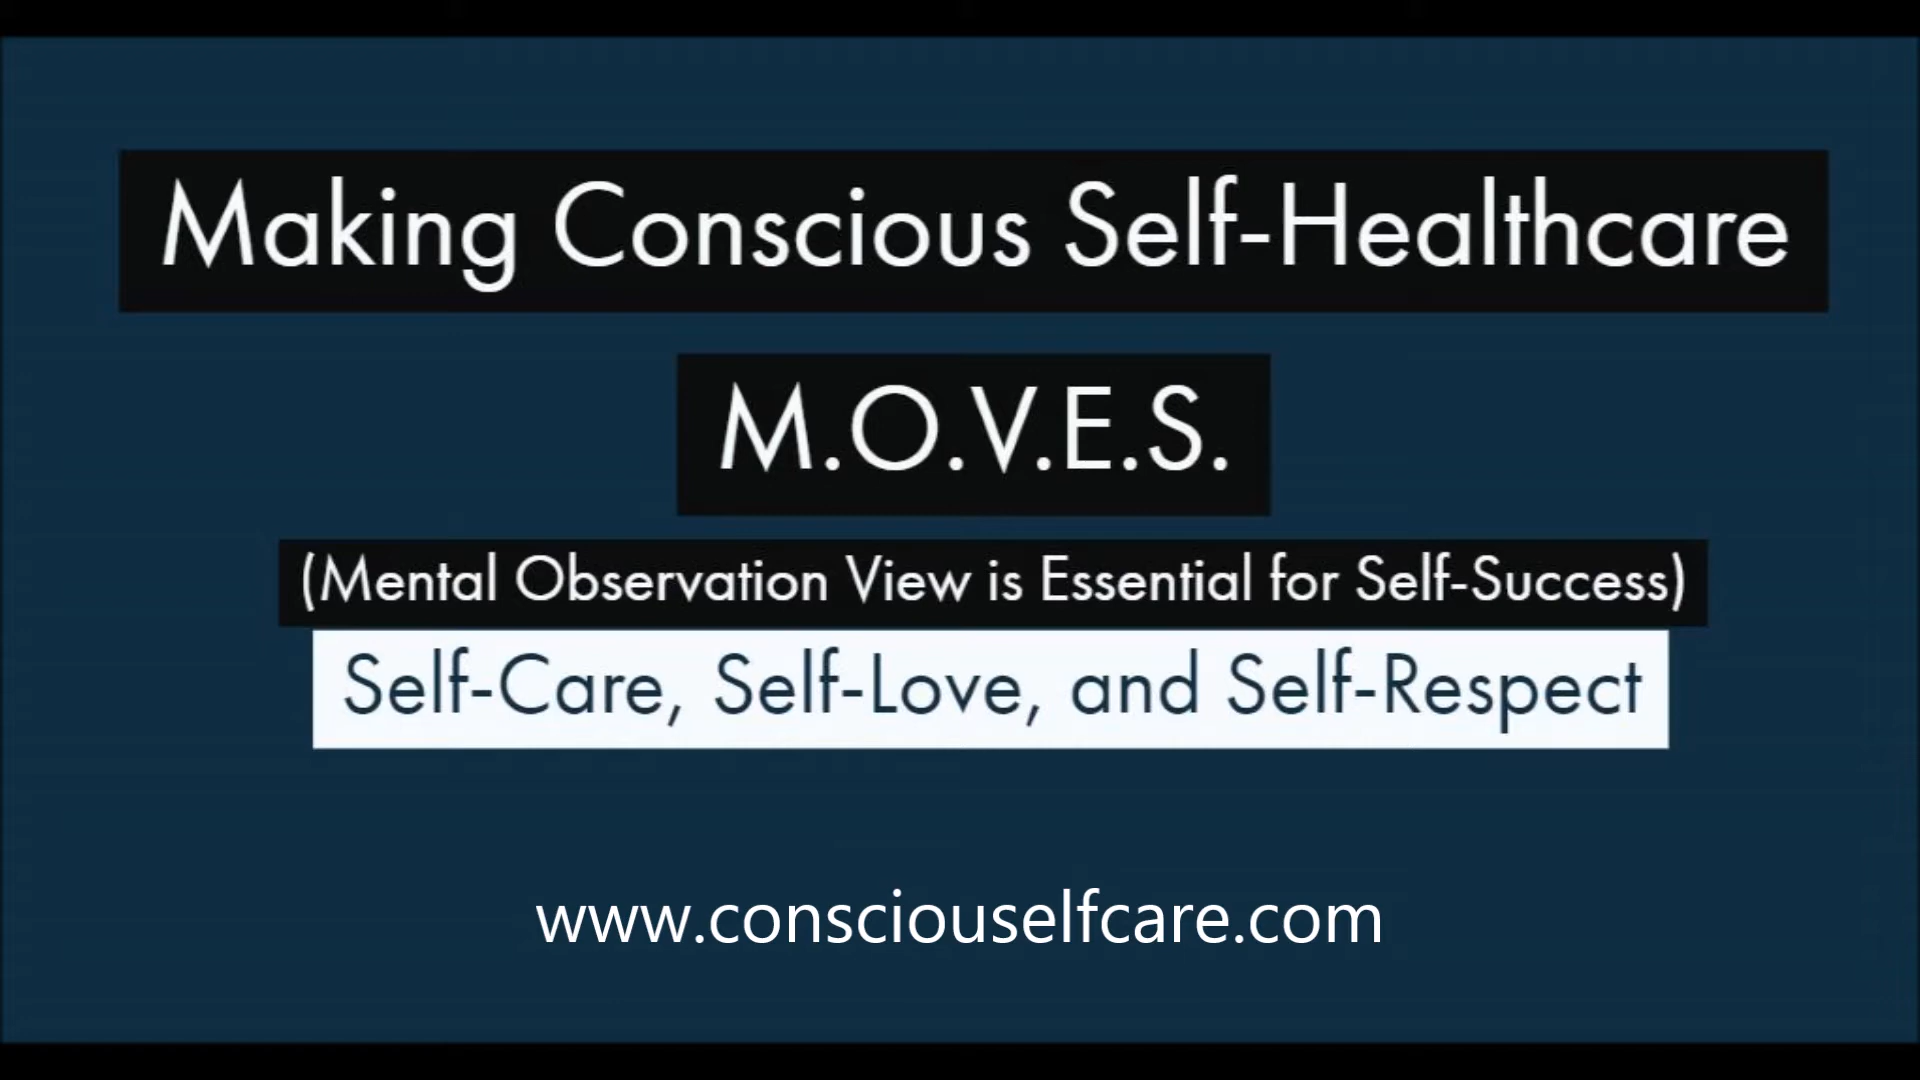 Making Conscious Self-Healthcare
M.O.V.E.S.
(Mental Observation View is Essential for Self-Success)
Self-Care, Self-Love, and Self-Respect
www.consciouselfcare.com